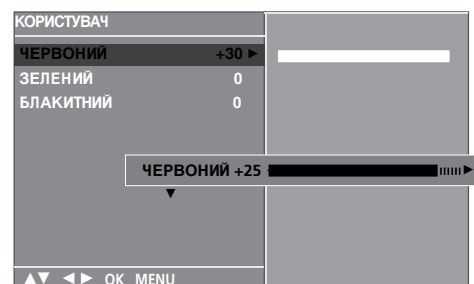 КОРИСТУВАЧ
ЧЕРВОНИЙ +30 ►
ЗЕЛЕНИЙ 0
БЛАКИТНИЙ 0
ЧЕРВОНИЙ +25
▼
▲▼ ◄► OK MENU